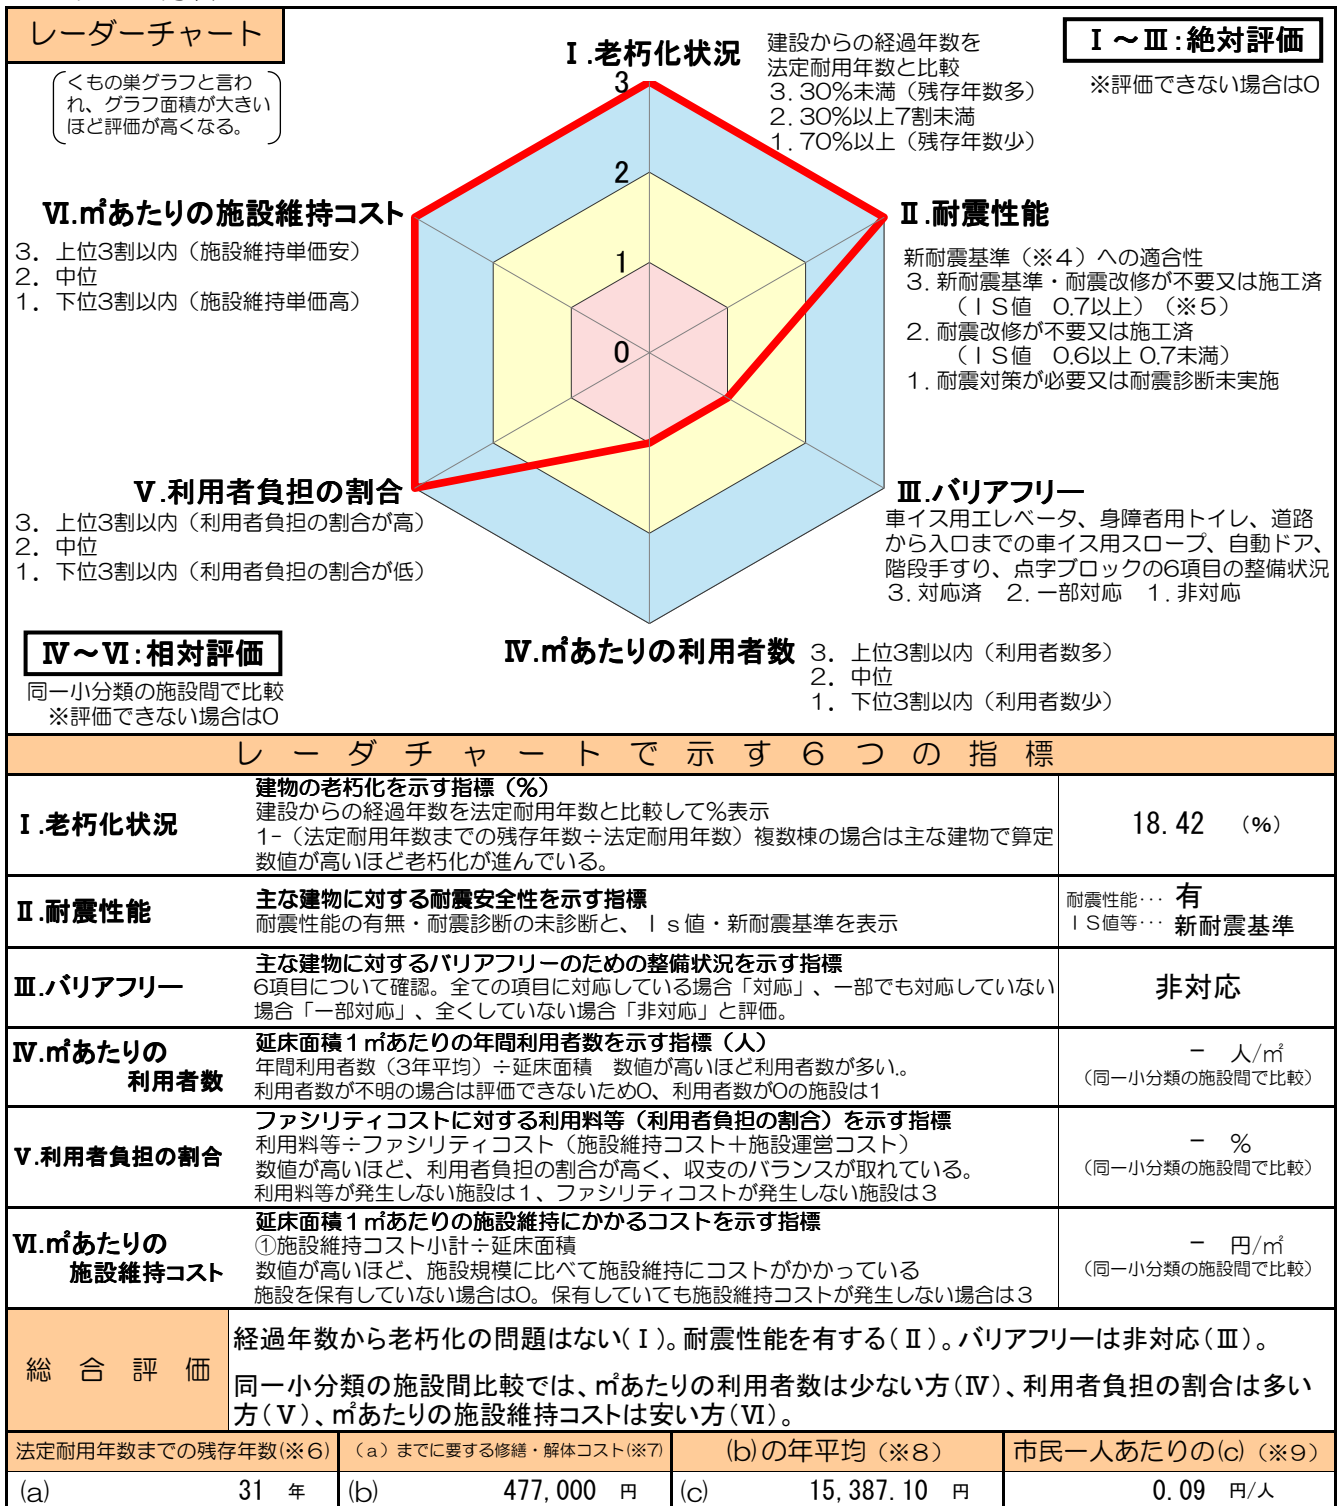 レーダーチャート
くもの巣グラフと言わ
れ、グラフ面積が大きい
ほど評価が高くなる。
Ⅰ～Ⅲ：絶対評価
※評価できない場合は0
Ⅰ.老朽化状況
建設からの経過年数を
法定耐用年数と比較
3. 30%未満（残存年数多）
2. 30%以上7割未満
1. 70%以上（残存年数少）
3
2
1
0
Ⅵ.㎡あたりの施設維持コスト
3. 上位3割以内（施設維持単価安）
2. 中位
1. 下位3割以内（施設維持単価高）
Ⅱ.耐震性能
新耐震基準（※4）への適合性
3. 新耐震基準・耐震改修が不要又は施工済
（ＩＳ値 0.7以上）（※5）
2. 耐震改修が不要又は施工済
（ＩＳ値 0.6以上 0.7未満）
1. 耐震対策が必要又は耐震診断未実施
Ⅴ.利用者負担の割合
3. 上位3割以内（利用者負担の割合が高）
2. 中位
1. 下位3割以内（利用者負担の割合が低）
Ⅲ.バリアフリー
車イス用エレベータ、身障者用トイレ、道路
から入口までの車イス用スロープ、自動ドア、
階段手すり、点字ブロックの6項目の整備状況
3. 対応済 2. 一部対応 1. 非対応
Ⅳ～Ⅵ：相対評価
同一小分類の施設間で比較
※評価できない場合は0
Ⅳ.㎡あたりの利用者数
3. 上位3割以内（利用者数多）
2. 中位
1. 下位3割以内（利用者数少）
レーダチャートで示す6つの指標
Ⅰ.老朽化状況
建物の老朽化を示す指標（％）
建設からの経過年数を法定耐用年数と比較して％表示
1-（法定耐用年数までの残存年数÷法定耐用年数）複数棟の場合は主な建物で算定
数値が高いほど老朽化が進んでいる。
18.42 （%）
Ⅱ.耐震性能
主な建物に対する耐震安全性を示す指標
耐震性能の有無・耐震診断の未診断と、Ｉｓ値・新耐震基準を表示
耐震性能… 有
ＩＳ値等… 新耐震基準
Ⅲ.バリアフリー
主な建物に対するバリアフリーのための整備状況を示す指標
6項目について確認。全ての項目に対応している場合「対応」、一部でも対応していない
場合「一部対応」、全くしていない場合「非対応」と評価。
非対応
Ⅳ.㎡あたりの
利用者数
延床面積１㎡あたりの年間利用者数を示す指標（人）
年間利用者数（3年平均）÷延床面積 数値が高いほど利用者数が多い。
利用者数が不明の場合は評価できないため0、利用者数が0の施設は1
－ 人/㎡
（同一小分類の施設間で比較）
Ⅴ.利用者負担の割合
ファシリティコストに対する利用料等（利用者負担の割合）を示す指標
利用料等÷ファシリティコスト（施設維持コスト＋施設運営コスト）
数値が高いほど、利用者負担の割合が高く、収支のバランスが取れている。
利用料等が発生しない施設は１、ファシリティコストが発生しない施設は３
－ %
（同一小分類の施設間で比較）
Ⅵ.㎡あたりの
施設維持コスト
延床面積１㎡あたりの施設維持にかかるコストを示す指標
①施設維持コスト小計÷延床面積
数値が高いほど、施設規模に比べて施設維持にコストがかかっている
施設を保有していない場合は0。保有していても施設維持コストが発生しない場合は３
－ 円/㎡
（同一小分類の施設間で比較）
総合評価
経過年数から老朽化の問題はない（Ⅰ）。耐震性能を有する（Ⅱ）。バリアフリーは非対応（Ⅲ）。
同一小分類の施設間比較では、㎡あたりの利用者数は少ない方（Ⅳ）、利用者負担の割合は多い
方（Ⅴ）、㎡あたりの施設維持コストは安い方（Ⅵ）。
法定耐用年数までの残存年数(※6) （a）までに要する修繕・解体コスト(※7) (b)の年平均（※8） 市民一人あたりの(c)（※9）
(a) 31 年 (b) 477,000 円 (c) 15,387.10 円 0.09 円/人